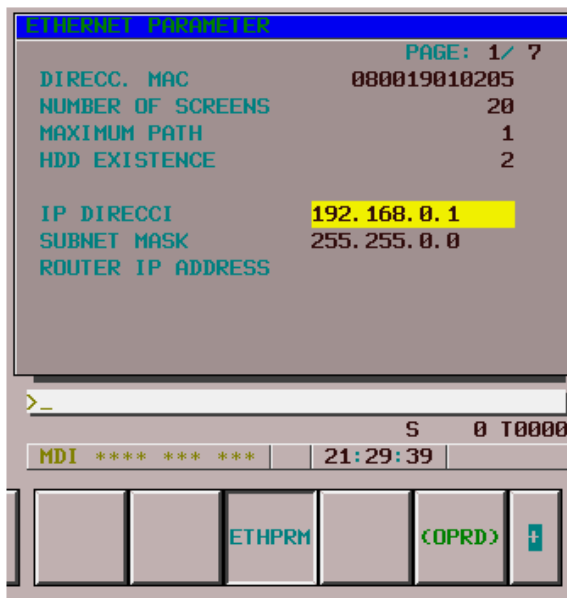 ETHERNET PARAMETER
PAGE: 1/ 7
DIRECC. MAC 080019010205
NUMBER OF SCREENS 20
MAXIMUM PATH 1
HDD EXISTENCE 2
IP DIRECCI 192.168.0.1
SUBNET MASK 255.255.0.0
ROUTER IP ADDRESS
>_
S 0 T0000
MDI **** *** *** 21:29:39
ETHPRM (OPRD) +